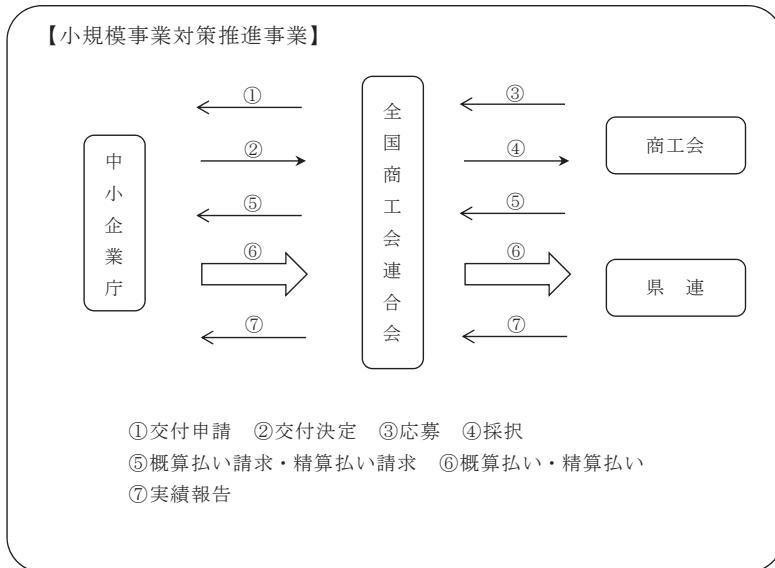 【小規模事業対策推進事業】
中小企業庁
①
②
⑤
⑥
⑦
全国商工会連合会
③
④
⑤
⑥
⑦
商工会
県　連
①交付申請　②交付決定　③応募　④採択
⑤概算払い請求・精算払い請求　⑥概算払い・精算払い
⑦実績報告